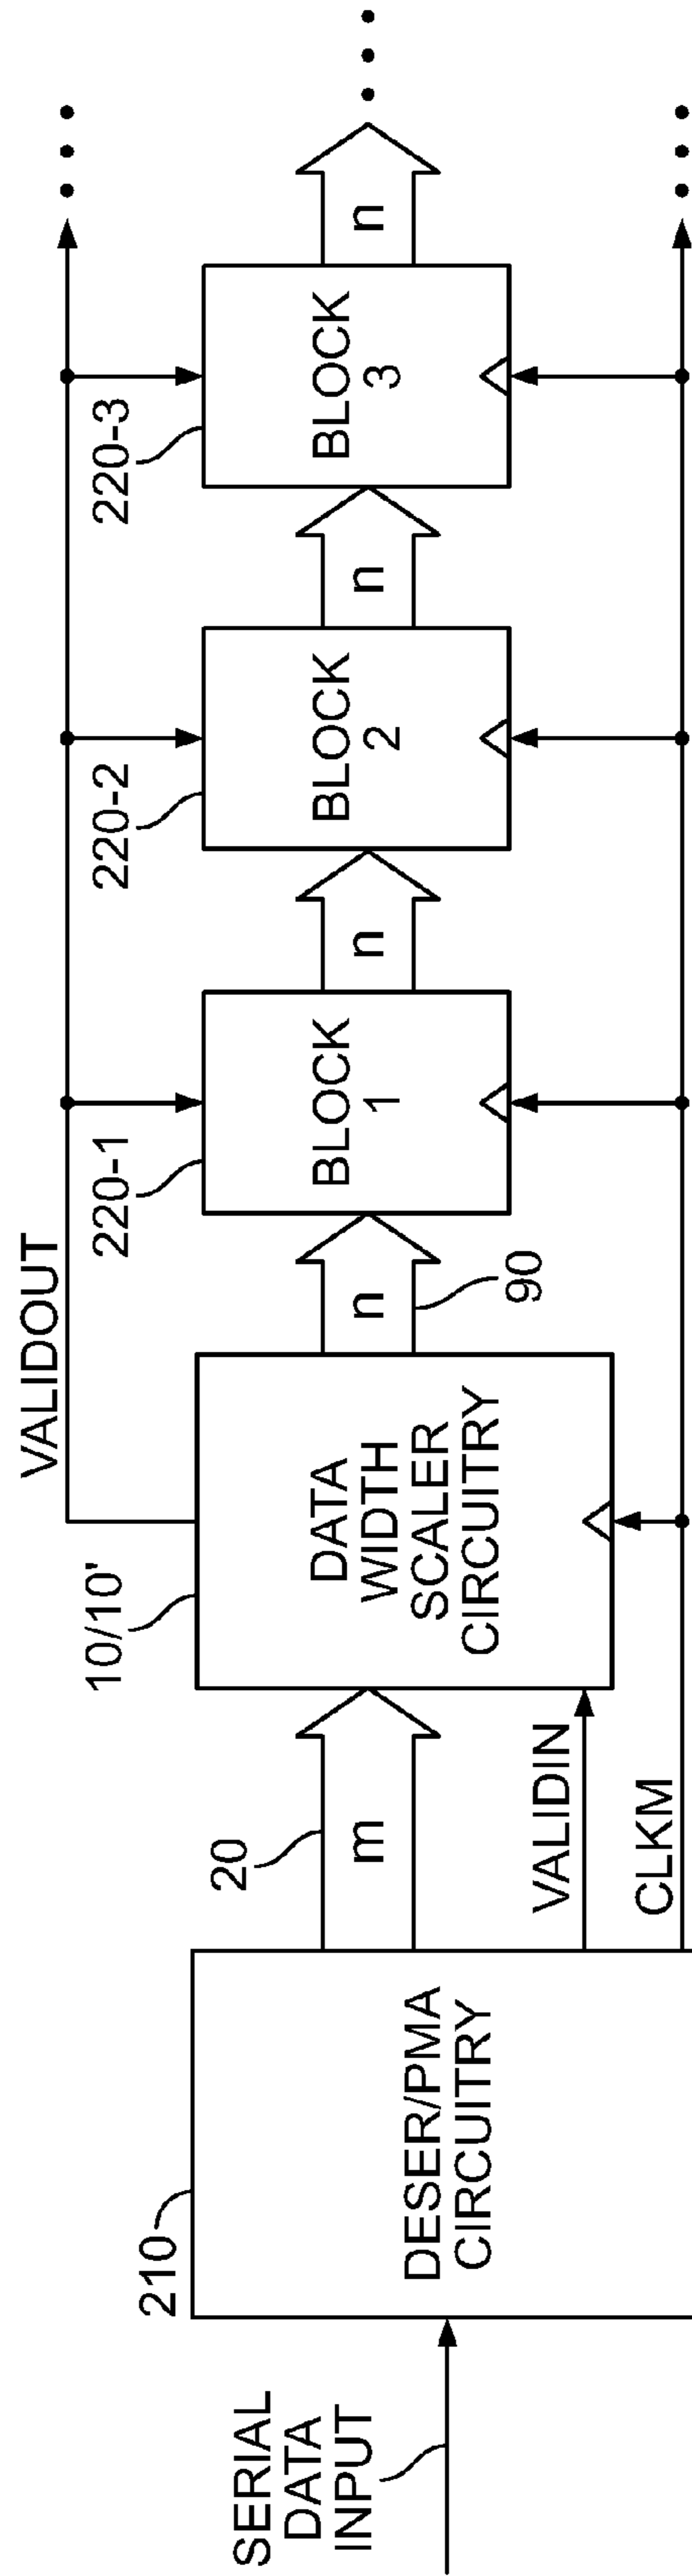 SERIAL
DATA
INPUT
210
DESER/PMA
CIRCUITRY
20
m
VALIDIN
CLKM
10/10'
DATA
WIDTH
SCALER
CIRCUITRY
VALIDOUT
n
90
220-1
BLOCK
1
n
220-2
BLOCK
2
n
220-3
BLOCK
3
n